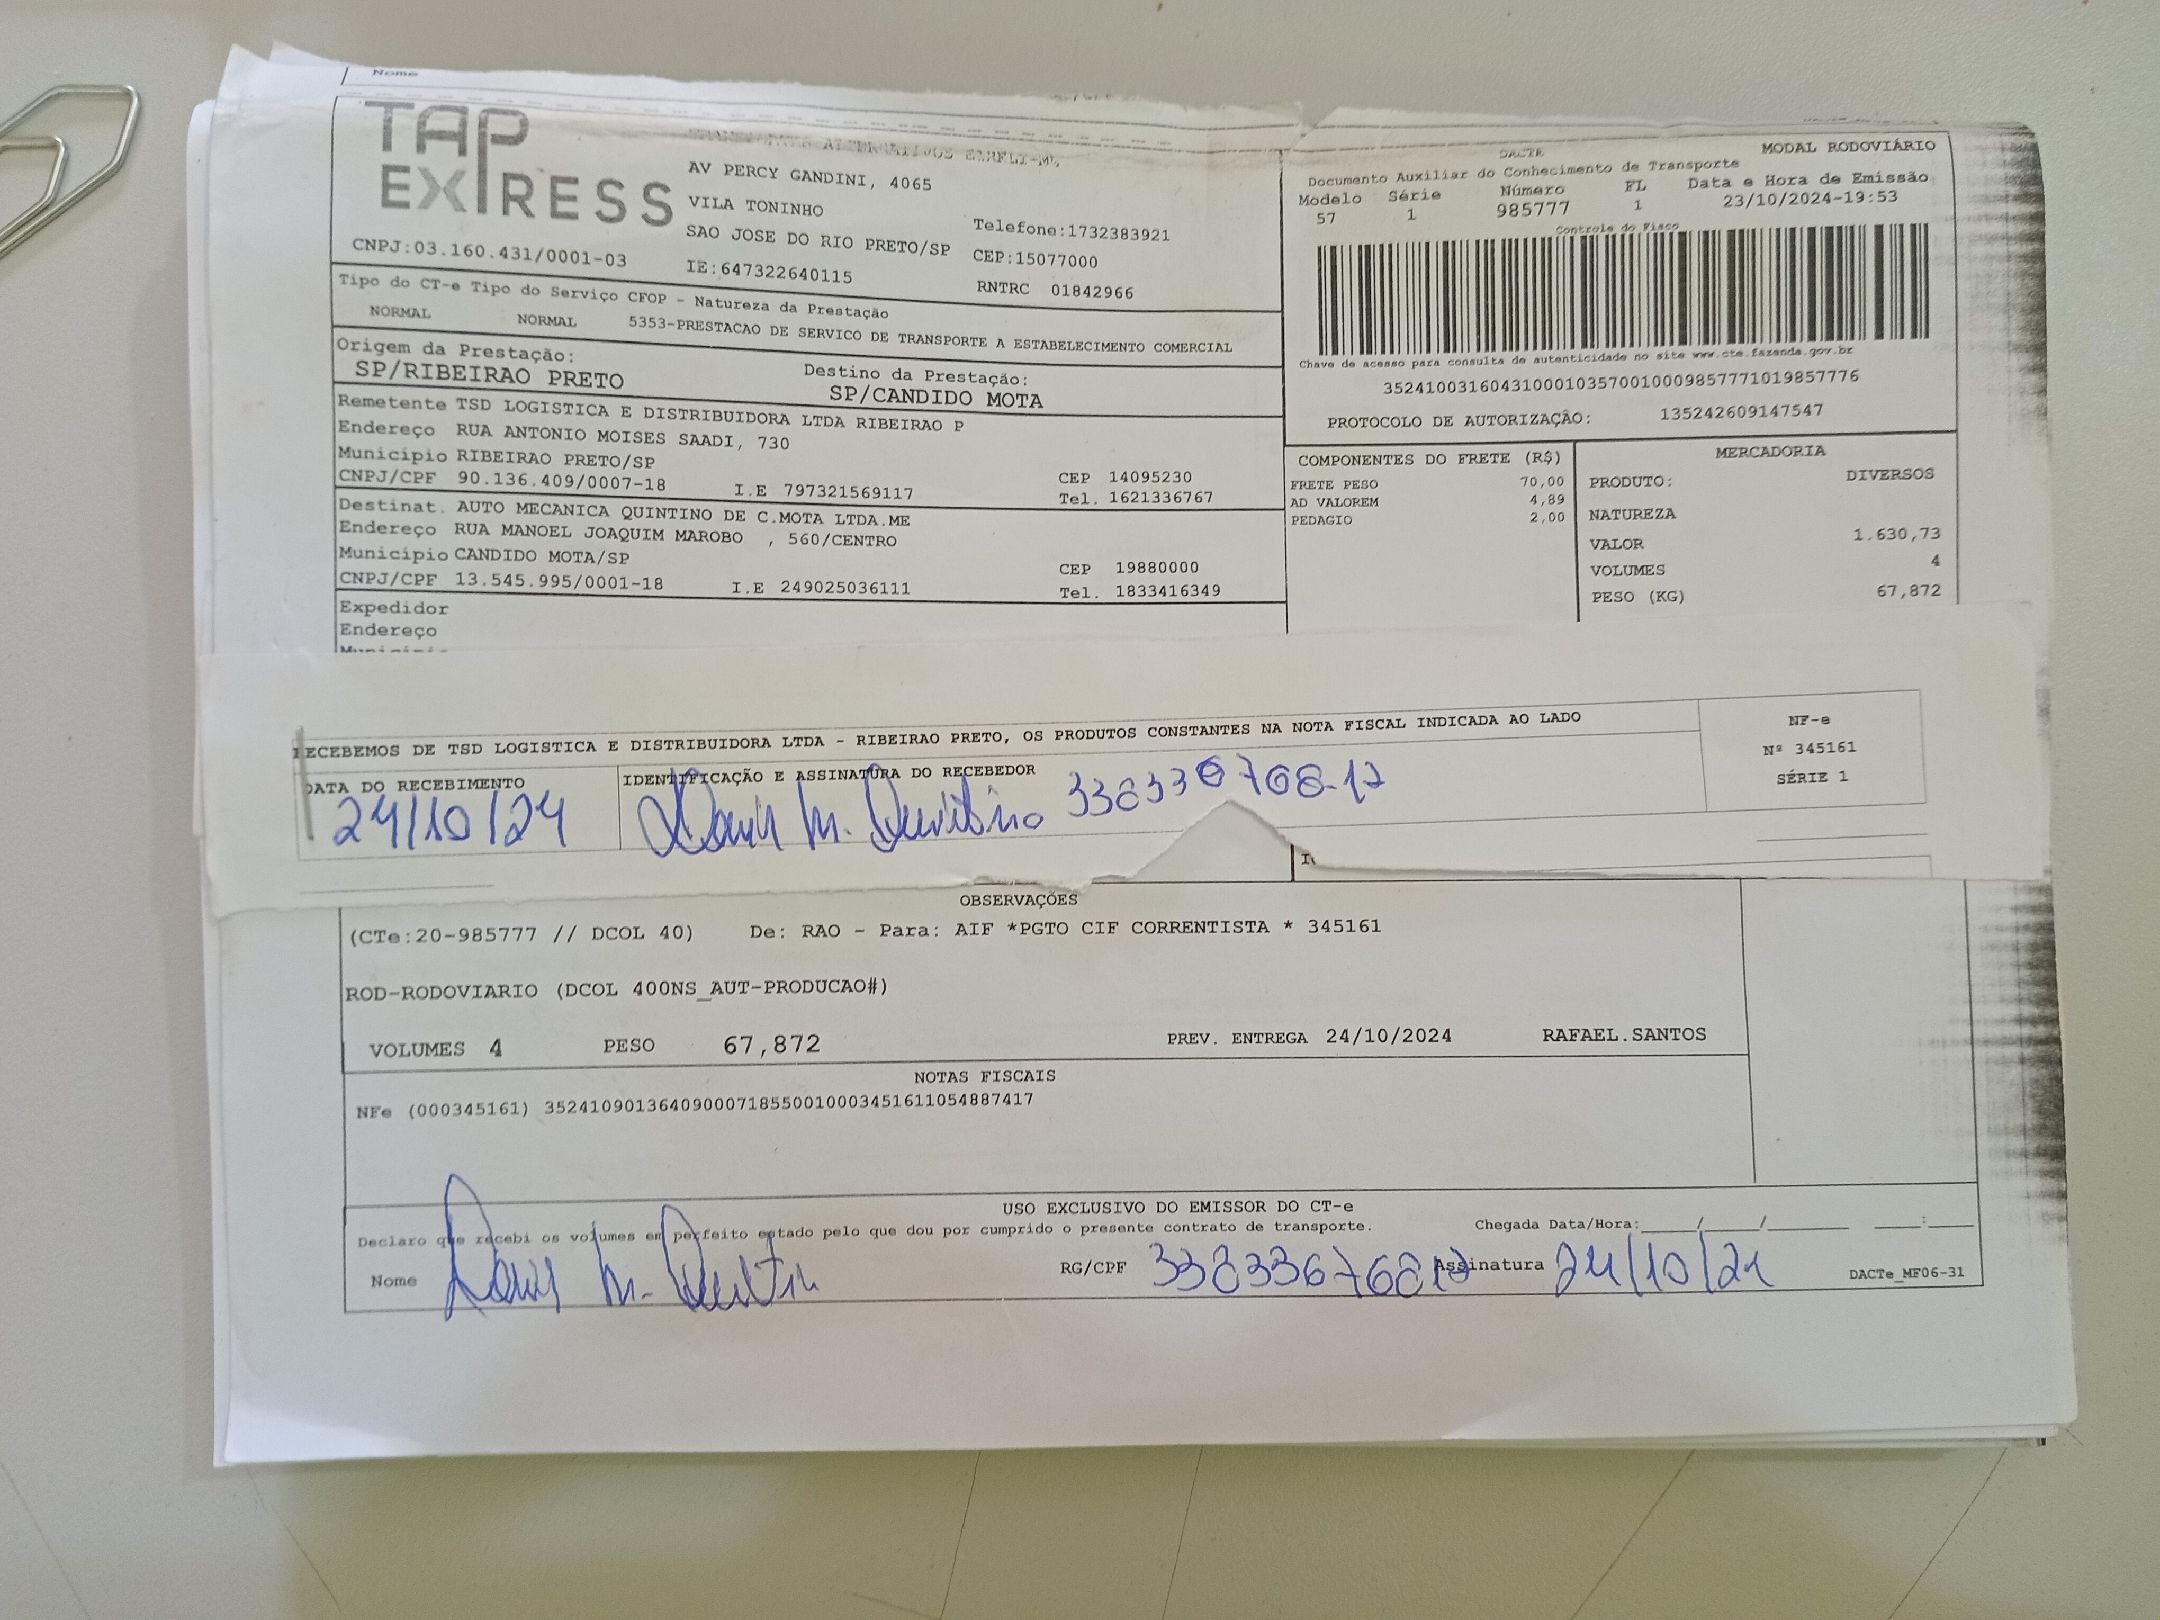 Nome
TAP
EXPRESS
AV PERCY GANDINI, 4065
VILA TONINHO
SAO JOSE DO RIO PRETO/SP
Telefone:1732383921
CEP:15077000
CNPJ:03.160.431/0001-03
IE:647322640115
RNTRC 01842966
DACTE
MODAL RODOVIÁRIO
Documento Auxiliar do Conhecimento de Transporte
Modelo Série Número FL Data e Hora de Emissão
57 1 985777 1 23/10/2024-19:53
Controle do Fisco
Chave de acesso para consulta de autenticidade no site www.cte.fazenda.gov.br
35241003160431000103570010009857771019857776
PROTOCOLO DE AUTORIZAÇÃO: 135242609147547
Tipo do CT-e Tipo do Serviço CFOP - Natureza da Prestação
NORMAL NORMAL 5353-PRESTACAO DE SERVICO DE TRANSPORTE A ESTABELECIMENTO COMERCIAL
Origem da Prestação: Destino da Prestação:
SP/RIBEIRAO PRETO SP/CANDIDO MOTA
Remetente TSD LOGISTICA E DISTRIBUIDORA LTDA RIBEIRAO P
Endereço RUA ANTONIO MOISES SAADI, 730
Município RIBEIRAO PRETO/SP CEP 14095230
CNPJ/CPF 90.136.409/0007-18 I.E 797321569117 Tel. 1621336767
Destinat. AUTO MECANICA QUINTINO DE C.MOTA LTDA.ME
Endereço RUA MANOEL JOAQUIM MAROBO , 560/CENTRO
Município CANDIDO MOTA/SP CEP 19880000
CNPJ/CPF 13.545.995/0001-18 I.E 249025036111 Tel. 1833416349
Expedidor
Endereço
COMPONENTES DO FRETE (R$)
FRETE PESO 70,00
AD VALOREM 4,89
PEDAGIO 2,00
MERCADORIA
PRODUTO: DIVERSOS
NATUREZA
VALOR 1.630,73
VOLUMES 4
PESO (KG) 67,872
RECEBEMOS DE TSD LOGISTICA E DISTRIBUIDORA LTDA - RIBEIRAO PRETO, OS PRODUTOS CONSTANTES NA NOTA FISCAL INDICADA AO LADO
DATA DO RECEBIMENTO
24/10/24
IDENTIFICAÇÃO E ASSINATURA DO RECEBEDOR
338336768-17
NF-e
Nº 345161
SÉRIE 1
OBSERVAÇÕES
(CTe:20-985777 // DCOL 40) De: RAO - Para: AIF *PGTO CIF CORRENTISTA * 345161
ROD-RODOVIARIO (DCOL 400NS_AUT-PRODUCAO#)
VOLUMES 4 PESO 67,872 PREV. ENTREGA 24/10/2024 RAFAEL.SANTOS
NOTAS FISCAIS
NFe (000345161) 35241090136409000718550010003451611054887417
USO EXCLUSIVO DO EMISSOR DO CT-e
Declaro que recebi os volumes em perfeito estado pelo que dou por cumprido o presente contrato de transporte. Chegada Data/Hora:____/____/______ ____:____
Nome RG/CPF 33833676817 Assinatura 24/10/24 DACTe_MF06-31